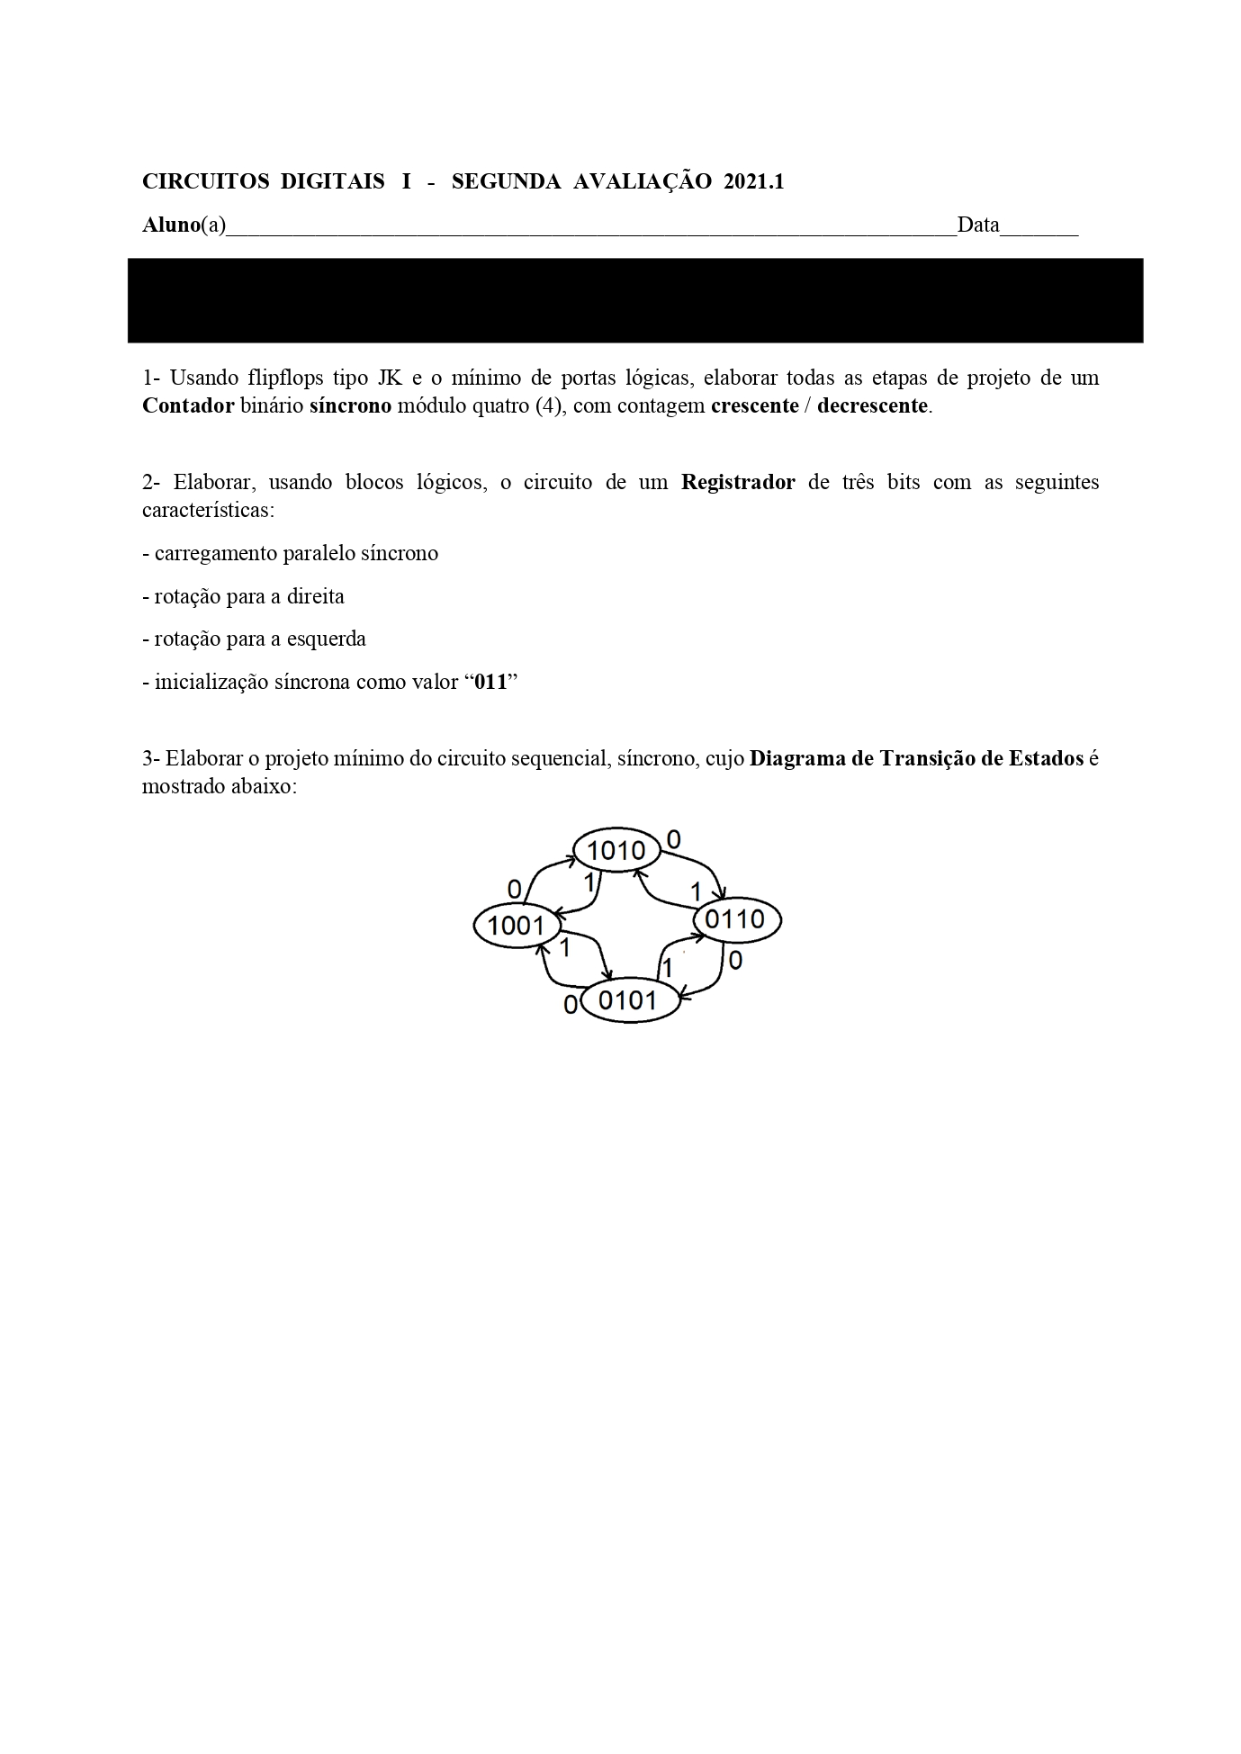 CIRCUITOS DIGITAIS I - SEGUNDA AVALIAÇÃO 2021.1
Aluno(a)___________________________________________________________________Data_______
1- Usando flipflops tipo JK e o mínimo de portas lógicas, elaborar todas as etapas de projeto de um
Contador binário síncrono módulo quatro (4), com contagem crescente / decrescente.
2- Elaborar, usando blocos lógicos, o circuito de um Registrador de três bits com as seguintes
características:
- carregamento paralelo síncrono
- rotação para a direita
- rotação para a esquerda
- inicialização síncrona como valor “011”
3- Elaborar o projeto mínimo do circuito sequencial, síncrono, cujo Diagrama de Transição de Estados é
mostrado abaixo:
1010 0
0 1 1
1001 0110
1 1 0
0 0101